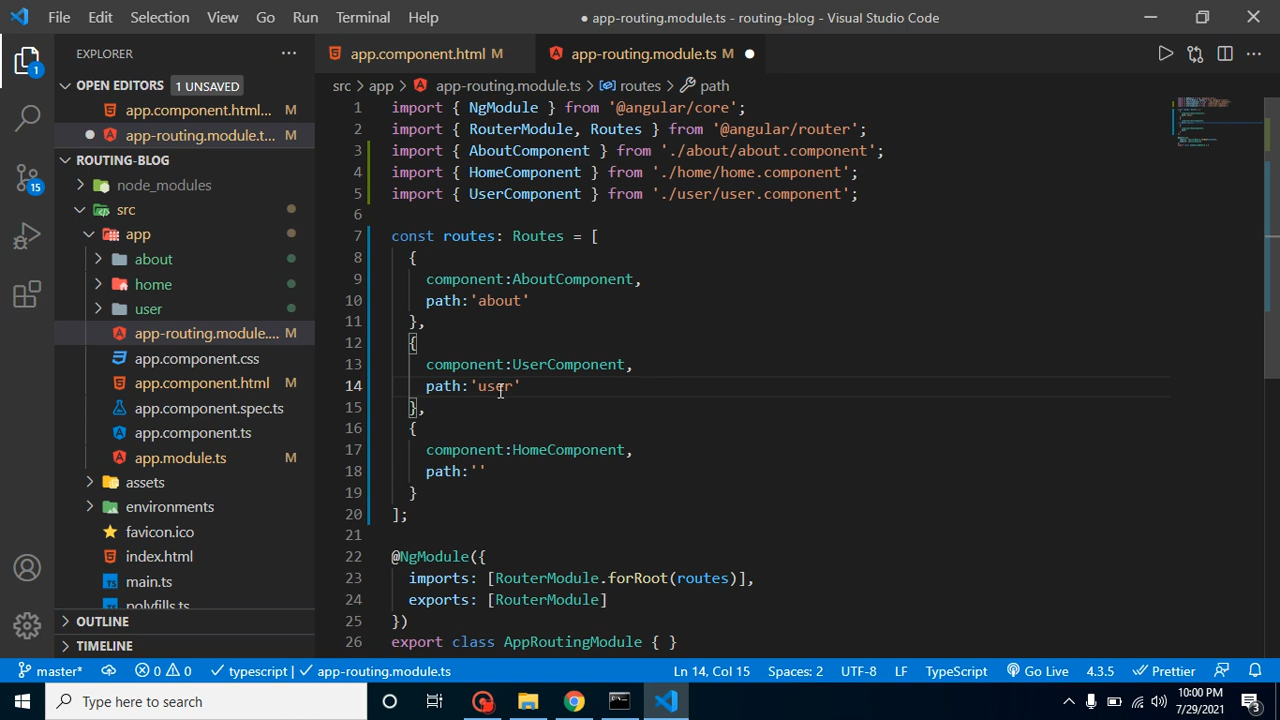 File Edit Selection View Go Run Terminal Help
● app-routing.module.ts - routing-blog - Visual Studio Code
EXPLORER
OPEN EDITORS 1 UNSAVED
app.component.html... M
app-routing.module.t... M
ROUTING-BLOG
node_modules
src
app
about
home
user
app-routing.module.... M
app.component.css
app.component.html M
app.component.spec.ts
app.component.ts
app.module.ts M
assets
environments
favicon.ico
index.html
main.ts
polyfills.ts
OUTLINE
TIMELINE
1
15
app.component.html M
app-routing.module.ts M
src > app > app-routing.module.ts > routes > path
1 import { NgModule } from '@angular/core';
2 import { RouterModule, Routes } from '@angular/router';
3 import { AboutComponent } from './about/about.component';
4 import { HomeComponent } from './home/home.component';
5 import { UserComponent } from './user/user.component';
6
7 const routes: Routes = [
8 {
9 component:AboutComponent,
10 path:'about'
11 },
12 {
13 component:UserComponent,
14 path:'user'
15 },
16 {
17 component:HomeComponent,
18 path:''
19 }
20 ];
21
22 @NgModule({
23 imports: [RouterModule.forRoot(routes)],
24 exports: [RouterModule]
25 })
26 export class AppRoutingModule { }
master* 0 0 typescript | app-routing.module.ts Ln 14, Col 15 Spaces: 2 UTF-8 LF TypeScript Go Live 4.3.5 Prettier
Type here to search
10:00 PM
7/29/2021
3